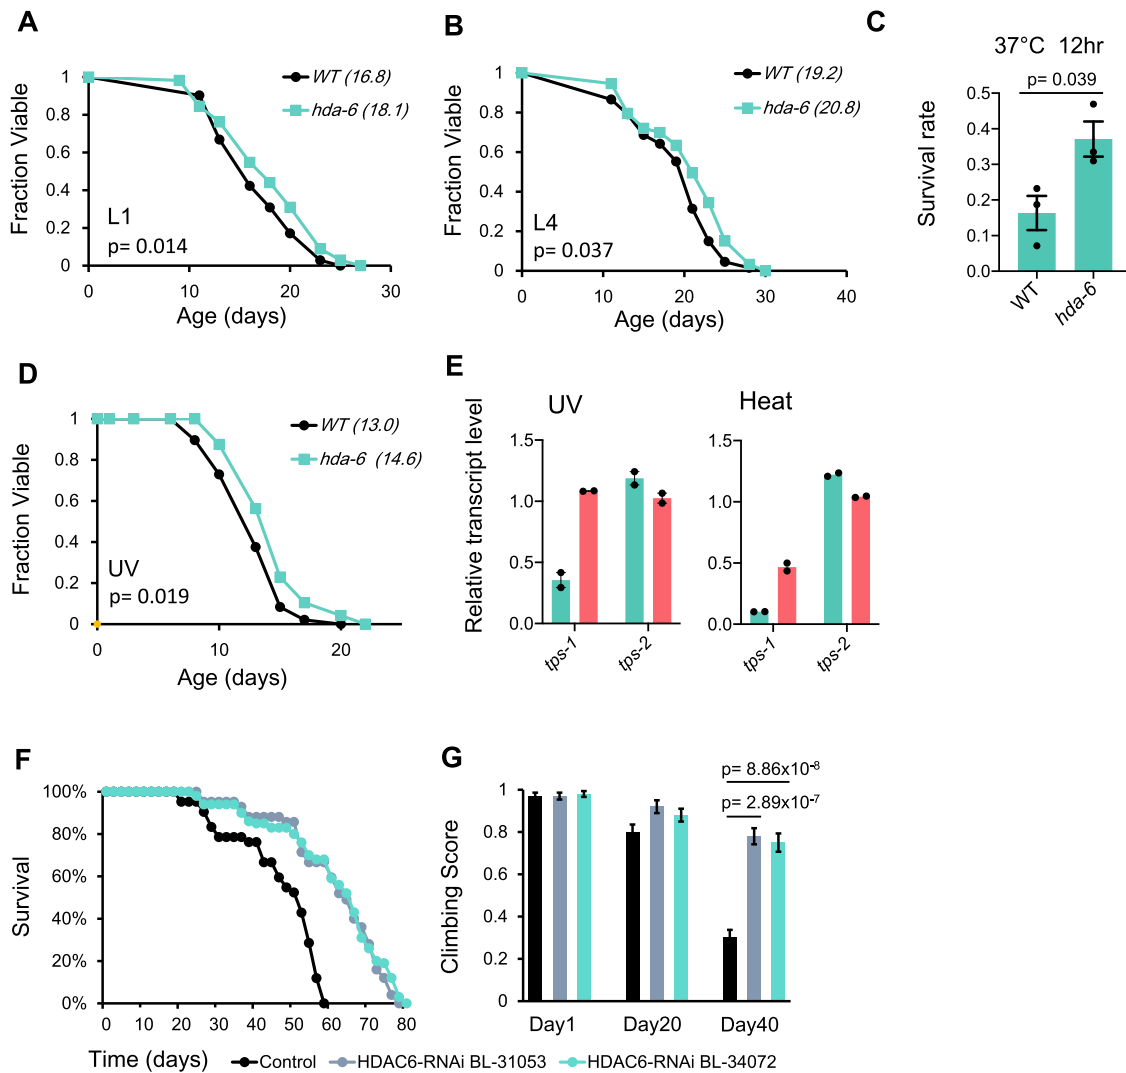 A
Fraction Viable
1
0.8
0.6
0.4
0.2
0
WT (16.8)
hda-6 (18.1)
L1
p= 0.014
0 10 20 30
Age (days)
B
Fraction Viable
1
0.8
0.6
0.4
0.2
0
WT (19.2)
hda-6 (20.8)
L4
p= 0.037
0 10 20 30 40
Age (days)
C
37°C 12hr
p= 0.039
Survival rate
0.5
0.4
0.3
0.2
0.1
0.0
WT hda-6
D
Fraction Viable
1
0.8
0.6
0.4
0.2
0
WT (13.0)
hda-6 (14.6)
UV
p= 0.019
0 10 20
Age (days)
E
Relative transcript level
UV
1.5
1.0
0.5
0.0
tps-1 tps-2
Heat
1.5
1.0
0.5
0.0
tps-1 tps-2
F
Survival
100%
80%
60%
40%
20%
0%
0 10 20 30 40 50 60 70 80
Time (days)
G
p= 8.86x10-8
p= 2.89x10-7
Climbing Score
1
0.8
0.6
0.4
0.2
0
Day1 Day20 Day40
Control HDAC6-RNAi BL-31053 HDAC6-RNAi BL-34072